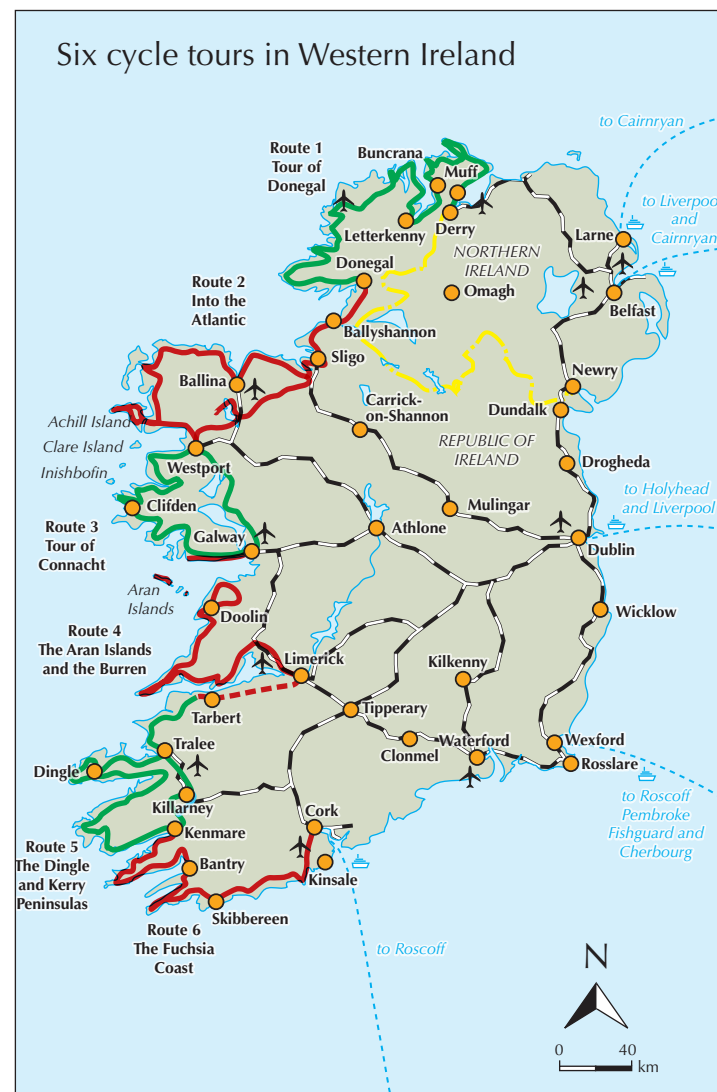 Six cycle tours in Western Ireland
to Cairnryan
Route 1
Tour of
Donegal
Buncrana
Muff
to Liverpool
and
Cairnryan
Letterkenny
Derry
Larne
NORTHERN
IRELAND
Donegal
Route 2
Into the
Atlantic
Omagh
Belfast
Ballyshannon
Sligo
Newry
Ballina
Carrick-
on-Shannon
Dundalk
Achill Island
Clare Island
Inishbofin
REPUBLIC OF
IRELAND
Westport
Drogheda
to Holyhead
and Liverpool
Clifden
Mulingar
Route 3
Tour of
Connacht
Galway
Athlone
Dublin
Aran
Islands
Doolin
Wicklow
Route 4
The Aran Islands
and the Burren
Limerick
Kilkenny
Tarbert
Tipperary
Tralee
Clonmel
Waterford
Wexford
Rosslare
Dingle
Killarney
to Roscoff
Pembroke
Fishguard and
Cherbourg
Cork
Kenmare
Route 5
The Dingle
and Kerry
Peninsulas
Bantry
Kinsale
Skibbereen
Route 6
The Fuchsia
Coast
to Roscoff
N
0 40
km